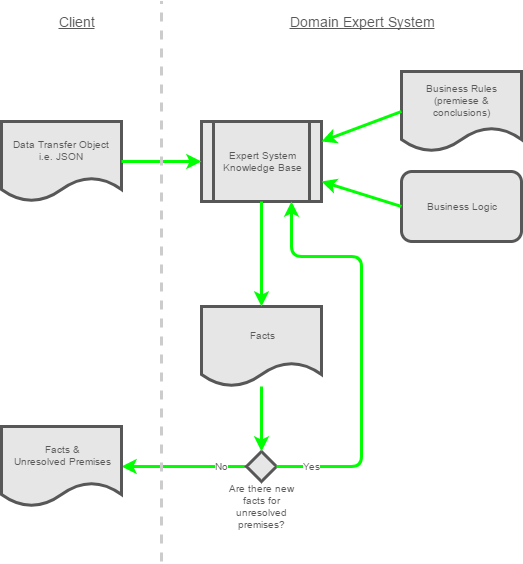 Client
Domain Expert System
Business Rules
(premiese &
conclusions)
Data Transfer Object
i.e. JSON
Expert System
Knowledge Base
Business Logic
Facts
Facts &
Unresolved Premises
No
Yes
Are there new
facts for
unresolved
premises?